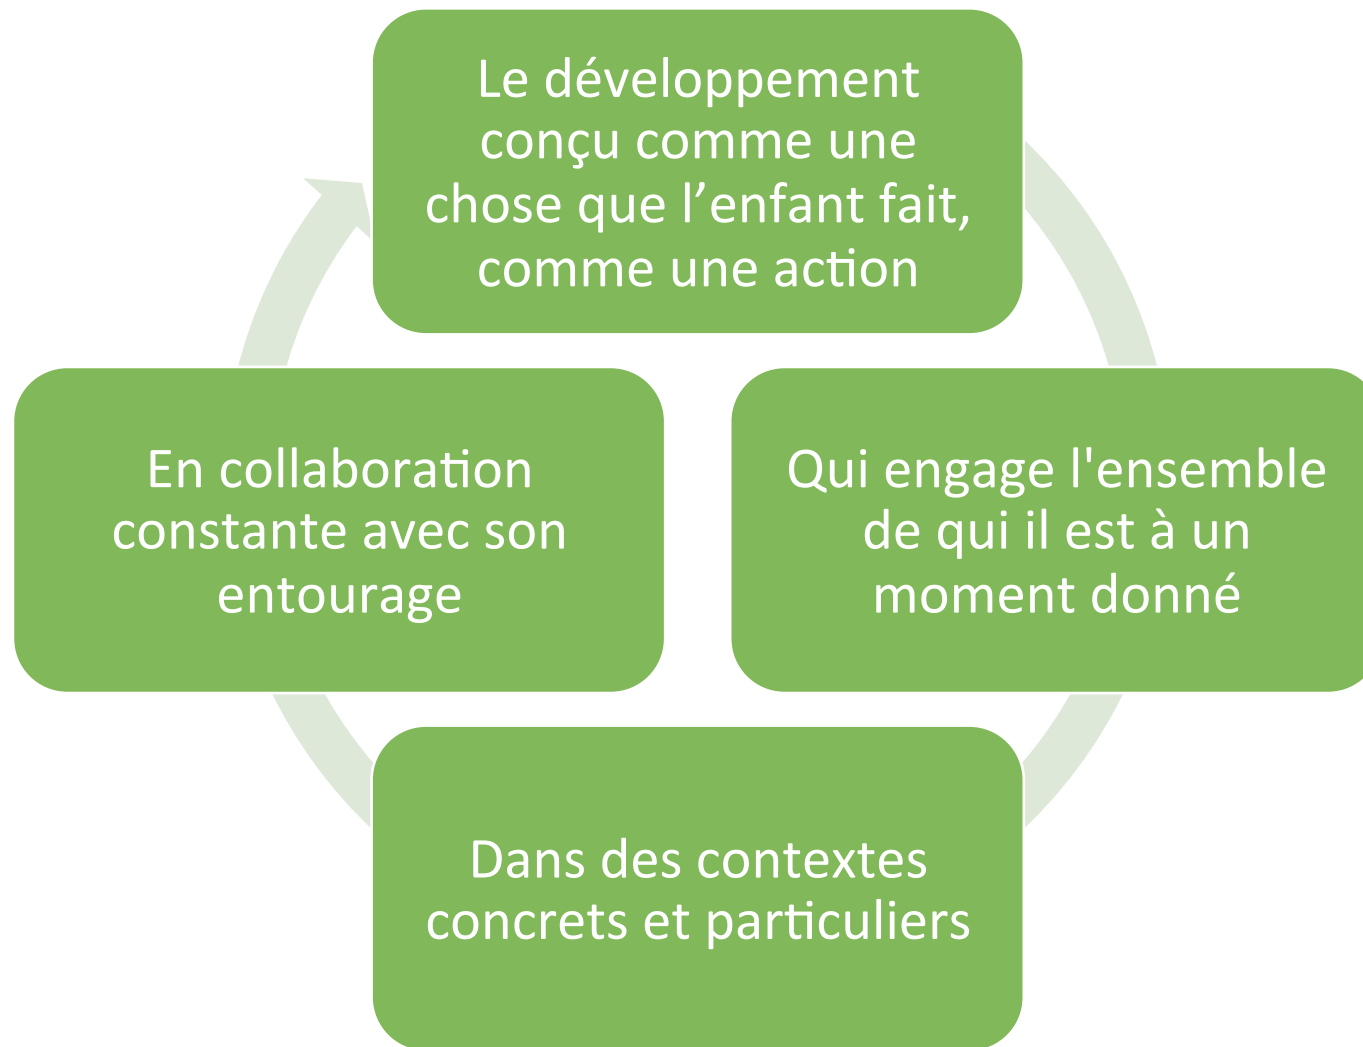 Le développement
conçu comme une
chose que l’enfant fait,
comme une action
Qui engage l'ensemble
de qui il est à un
moment donné
Dans des contextes
concrets et particuliers
En collaboration
constante avec son
entourage